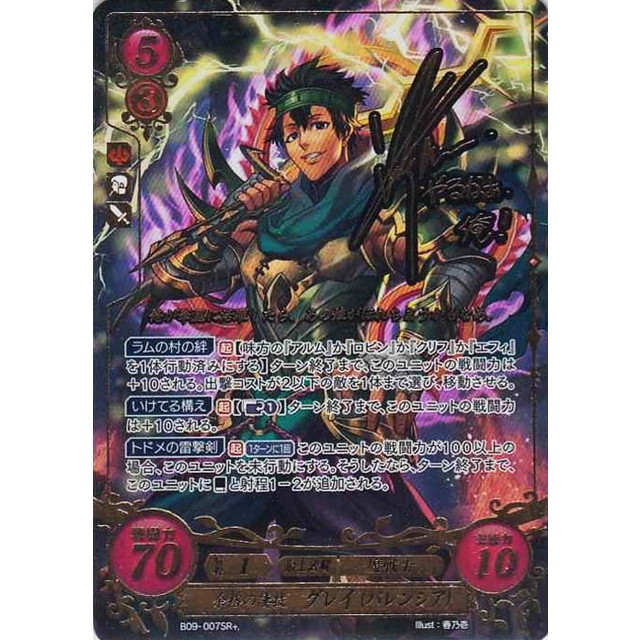 5
3
やるやん、
俺!
ラムの村の絆 起【味方の『アルム』か『ロビン』か『クリフ』か『エフィ』
を1体行動済みにする】ターン終了まで、このユニットの戦闘力は
+10される。出撃コストが2以下の敵を1体まで選び、移動させる。
いけてる構え 起【1】ターン終了まで、このユニットの戦闘力
は+10される。
トドメの雷撃剣 起 1ターンに1回 このユニットの戦闘力が100以上の
場合、このユニットを未行動にする。そうしたなら、ターン終了まで、
このユニットに と射程1-2が追加される。
戦闘力
70
1
支援力
10
グレイ(バレンシア)
B09-007SR+
Illust:春乃壱